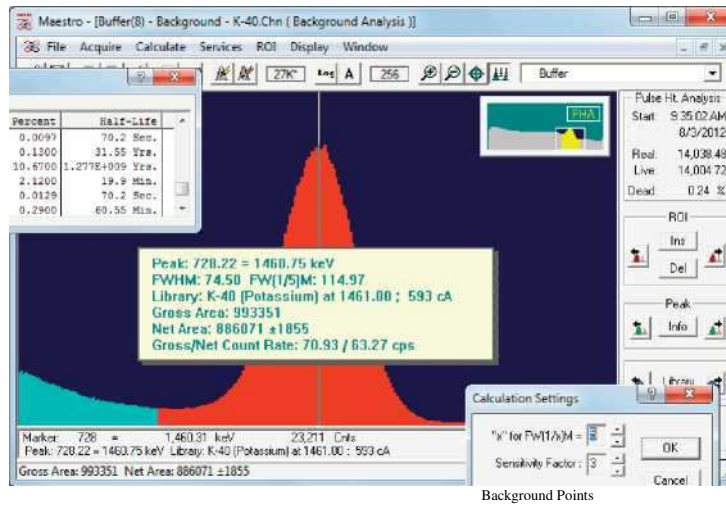 Maestro - [Buffer(8) - Background - K-40.Chn ( Background Analysis )]
File Acquire Calculate Services ROI Display Window
27K Log A 256 Buffer
Percent Half-Life
0.0097 70.2 Sec.
0.1300 31.55 Yrs.
10.6700 1.277E+009 Yrs.
2.1200 19.9 Min.
0.0129 70.2 Sec.
0.2900 60.55 Min.
PHA
Pulse Ht. Analysis
Start: 9:35:02 AM
8/3/2012
Real: 14,038.48
Live: 14,004.72
Dead: 0.24 %
ROI
Ins
Del
Peak
Info
Library
Peak: 728.22 = 1460.75 keV
FWHM: 74.50 FW(1/5)M: 114.97
Library: K-40 (Potassium) at 1461.00 ; 593 cA
Gross Area: 993351
Net Area: 886071 ±1855
Gross/Net Count Rate: 70.93 / 63.27 cps
Marker: 728 = 1,460.31 keV 23,211 Cnts
Peak: 728.22 = 1460.75 keV Library: K-40 (Potassium) at 1461.00 ; 593 cA
Gross Area: 993351 Net Area: 886071 ±1855
Calculation Settings
"x" for FW(1/x)M = 5
Sensitivity Factor : 3
OK
Cancel
Background Points